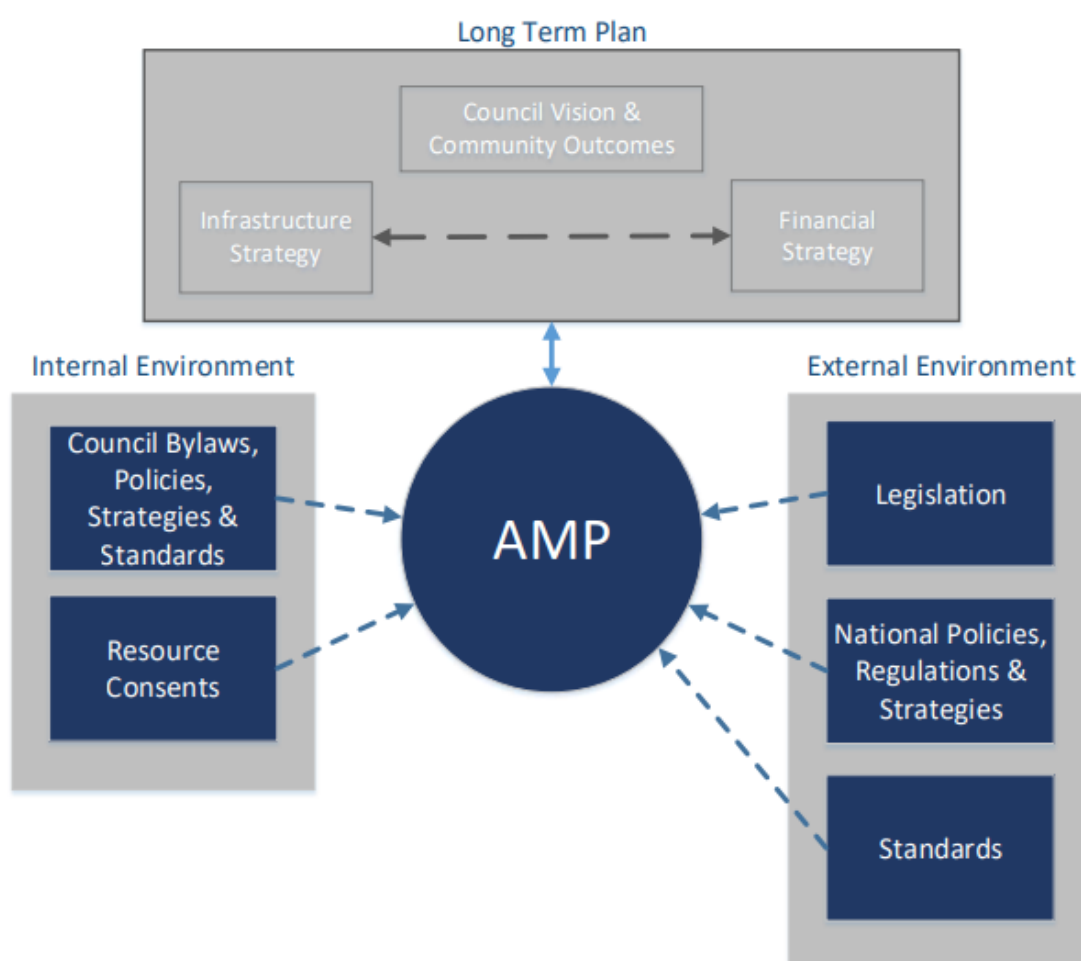 Long Term Plan
Council Vision &
Community Outcomes
Infrastructure
Strategy
Financial
Strategy
Internal Environment
Council Bylaws,
Policies,
Strategies &
Standards
Resource
Consents
AMP
External Environment
Legislation
National Policies,
Regulations &
Strategies
Standards